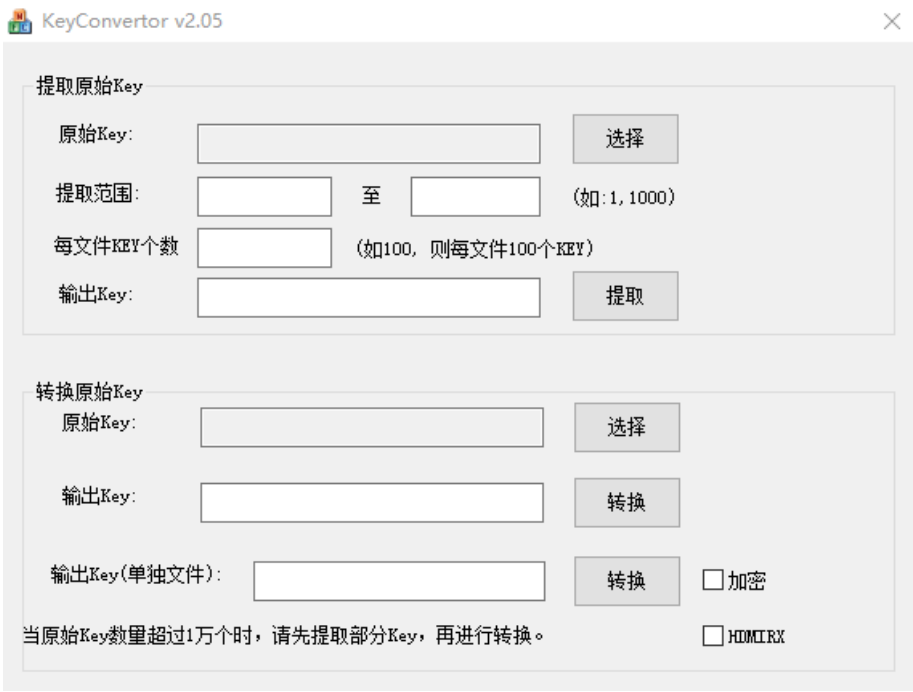 KeyConvertor v2.05
提取原始Key
原始Key:
选择
提取范围:
至
(如:1,1000)
每文件KEY个数
(如100, 则每文件100个KEY)
输出Key:
提取
转换原始Key
原始Key:
选择
输出Key:
转换
输出Key(单独文件):
转换
加密
当原始Key数量超过1万个时，请先提取部分Key，再进行转换。
HDMIRX